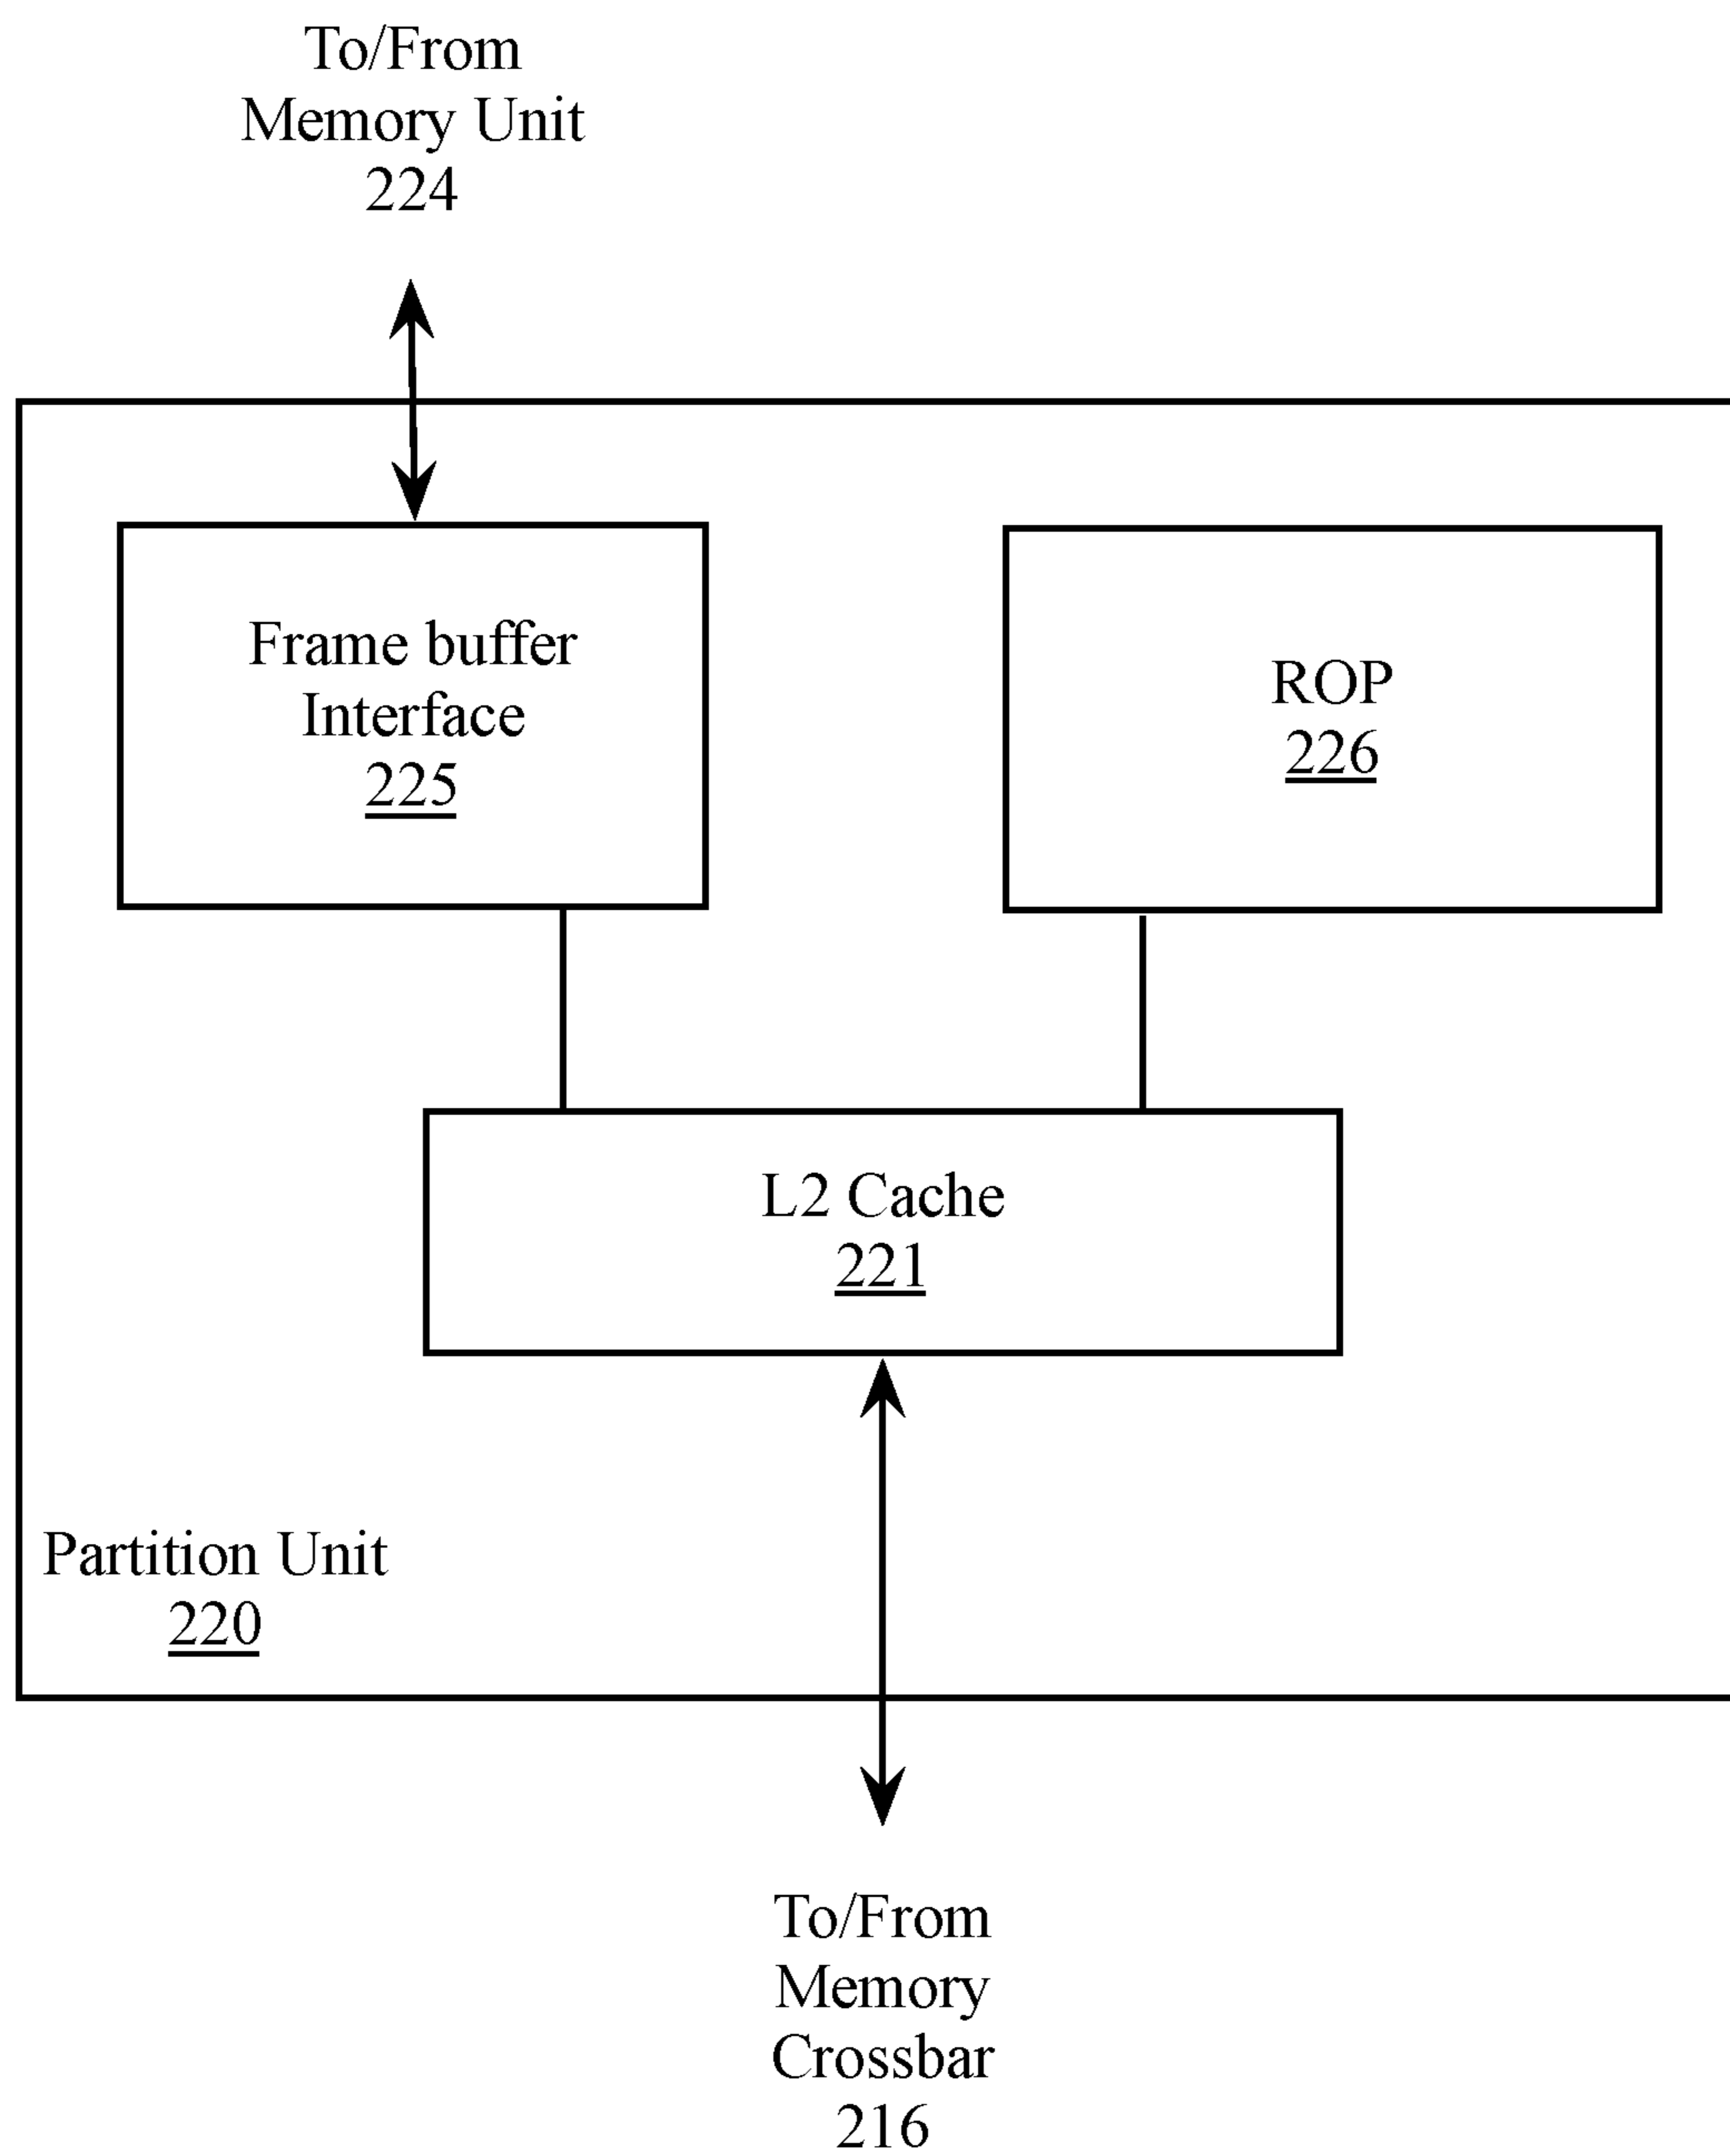 To/From
Memory Unit
224
Frame buffer
Interface
225
ROP
226
L2 Cache
221
Partition Unit
220
To/From
Memory
Crossbar
216